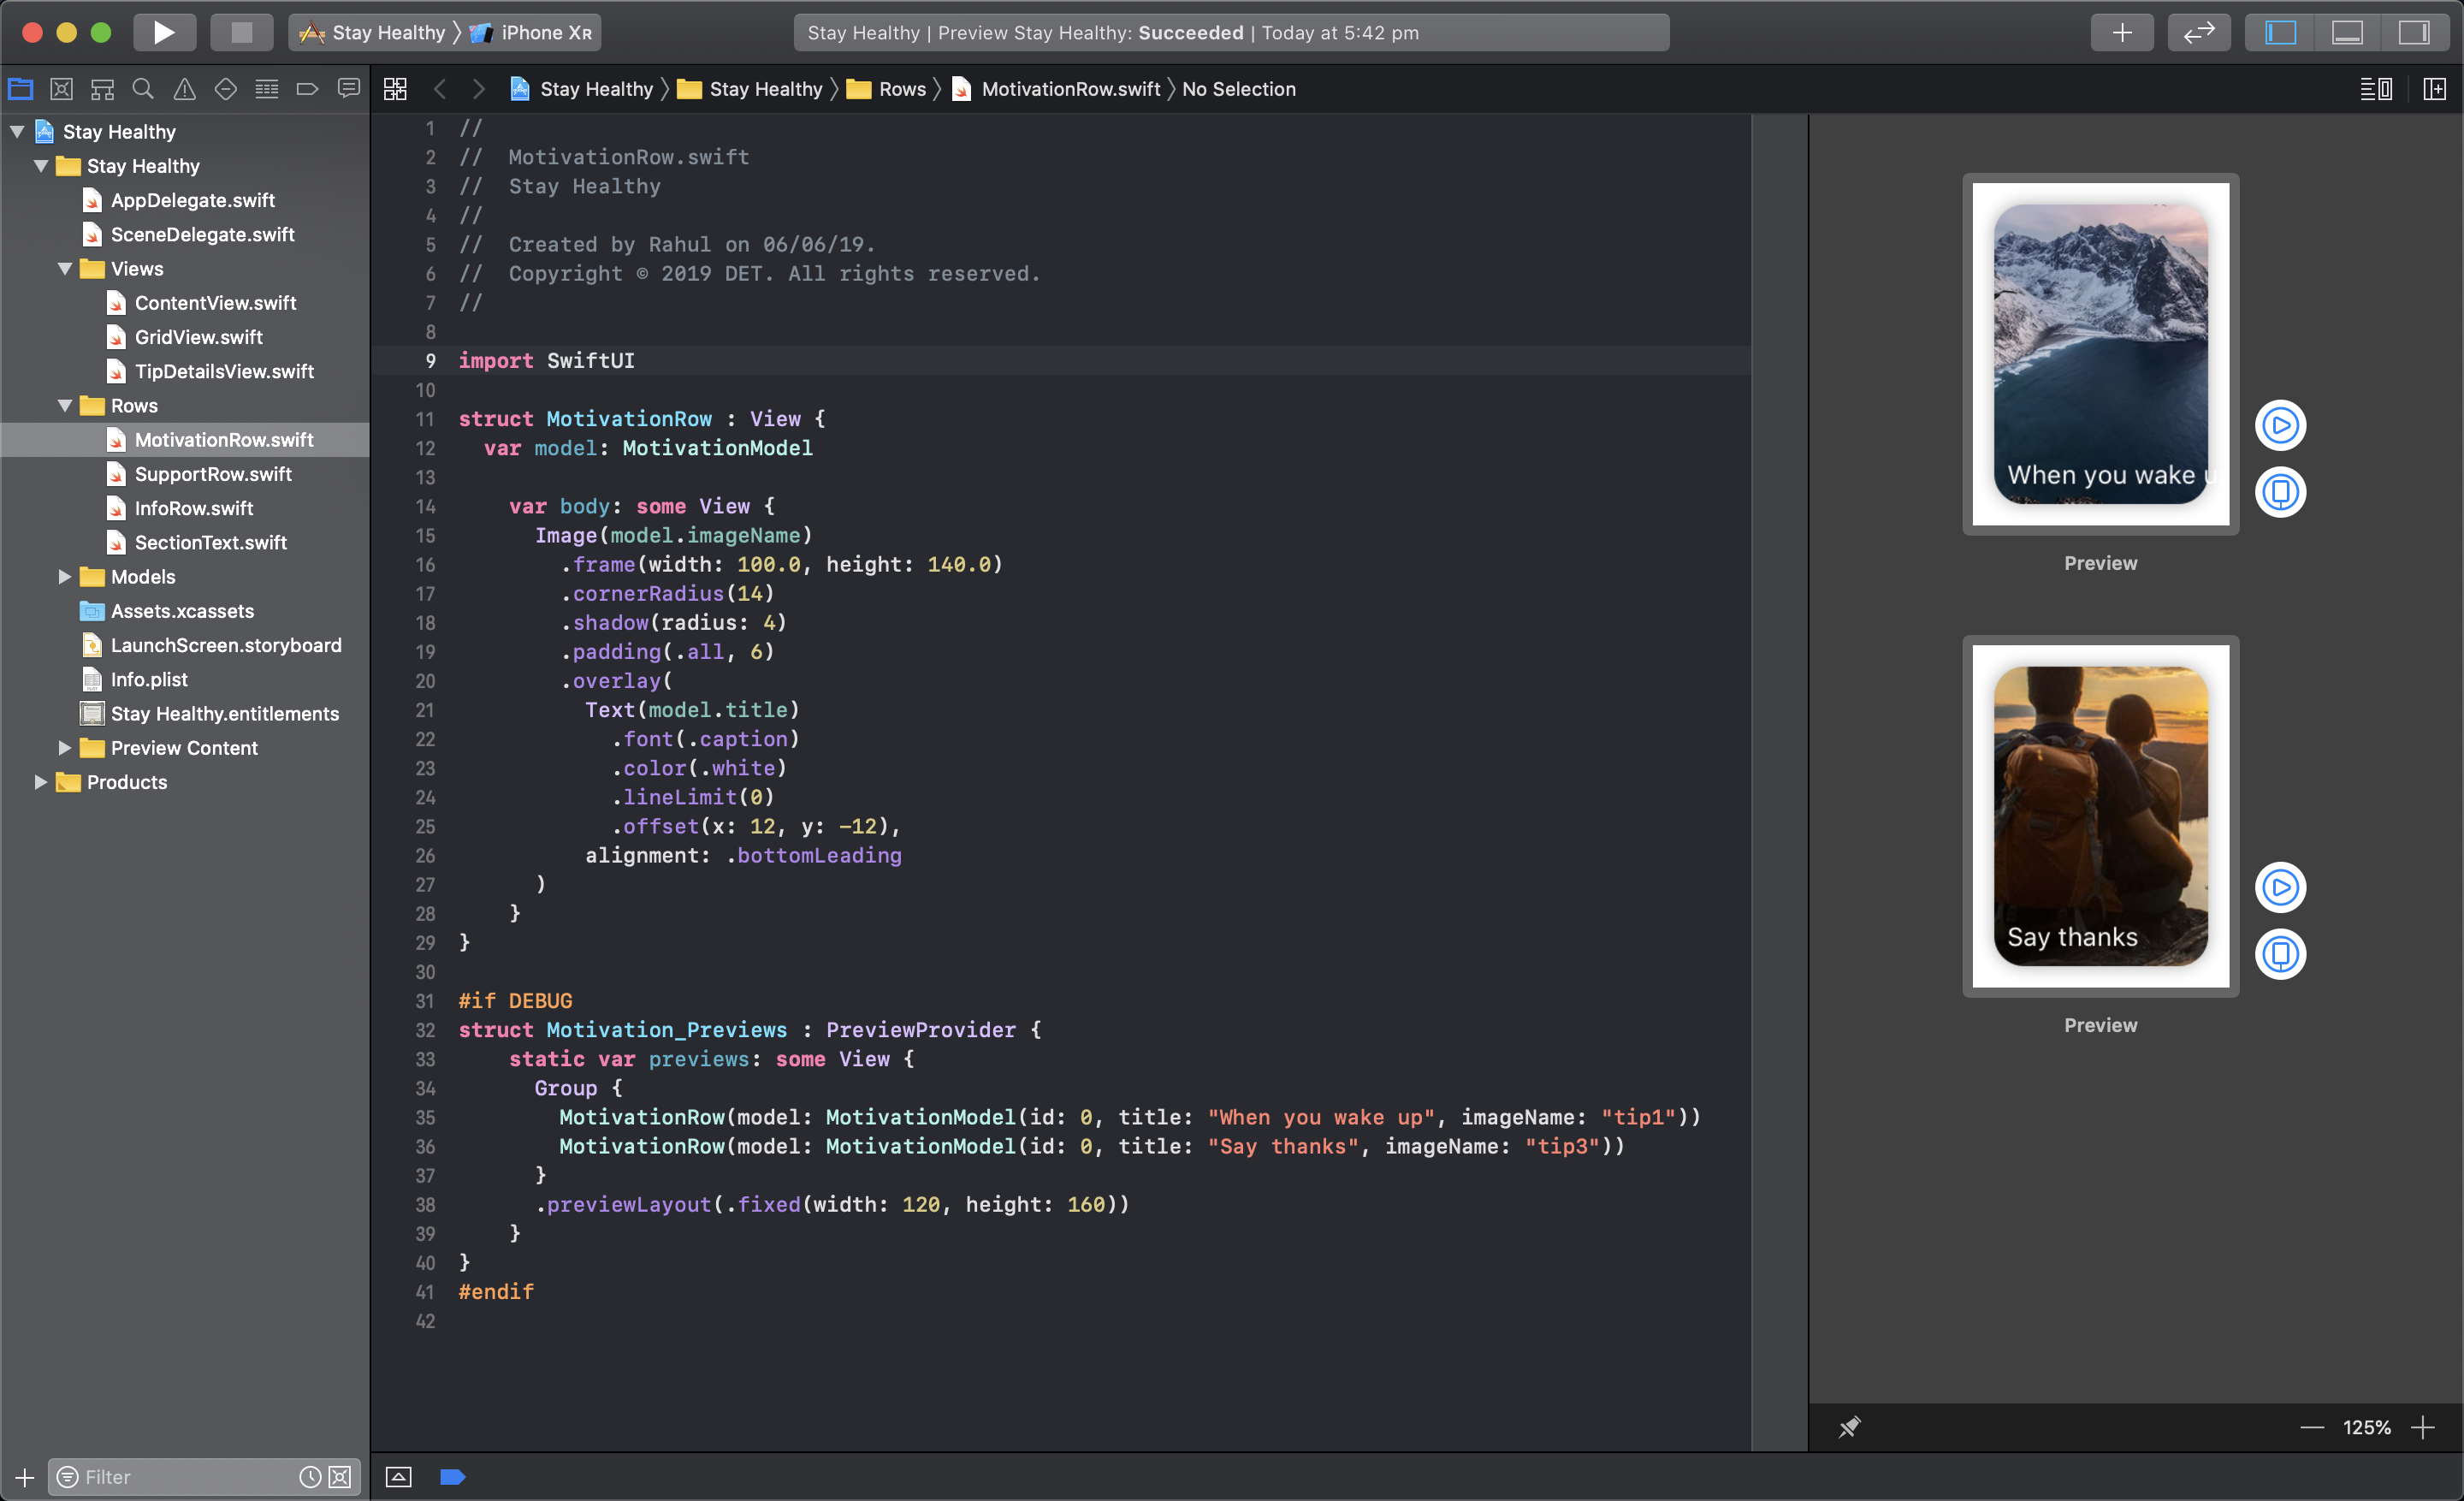 Stay Healthy 〉 iPhone XR
Stay Healthy | Preview Stay Healthy: Succeeded | Today at 5:42 pm
Stay Healthy 〉 Stay Healthy 〉 Rows 〉 MotivationRow.swift 〉 No Selection
Stay Healthy
Stay Healthy
AppDelegate.swift
SceneDelegate.swift
Views
ContentView.swift
GridView.swift
TipDetailsView.swift
Rows
MotivationRow.swift
SupportRow.swift
InfoRow.swift
SectionText.swift
Models
Assets.xcassets
LaunchScreen.storyboard
Info.plist
Stay Healthy.entitlements
Preview Content
Products
Filter
1 //
2 //  MotivationRow.swift
3 //  Stay Healthy
4 //
5 //  Created by Rahul on 06/06/19.
6 //  Copyright © 2019 DET. All rights reserved.
7 //
8
9 import SwiftUI
10
11 struct MotivationRow : View {
12   var model: MotivationModel
13
14     var body: some View {
15       Image(model.imageName)
16         .frame(width: 100.0, height: 140.0)
17         .cornerRadius(14)
18         .shadow(radius: 4)
19         .padding(.all, 6)
20         .overlay(
21           Text(model.title)
22             .font(.caption)
23             .color(.white)
24             .lineLimit(0)
25             .offset(x: 12, y: -12),
26           alignment: .bottomLeading
27       )
28     }
29 }
30
31 #if DEBUG
32 struct Motivation_Previews : PreviewProvider {
33     static var previews: some View {
34       Group {
35         MotivationRow(model: MotivationModel(id: 0, title: "When you wake up", imageName: "tip1"))
36         MotivationRow(model: MotivationModel(id: 0, title: "Say thanks", imageName: "tip3"))
37       }
38       .previewLayout(.fixed(width: 120, height: 160))
39     }
40 }
41 #endif
42
When you wake u
Preview
Say thanks
Preview
125%